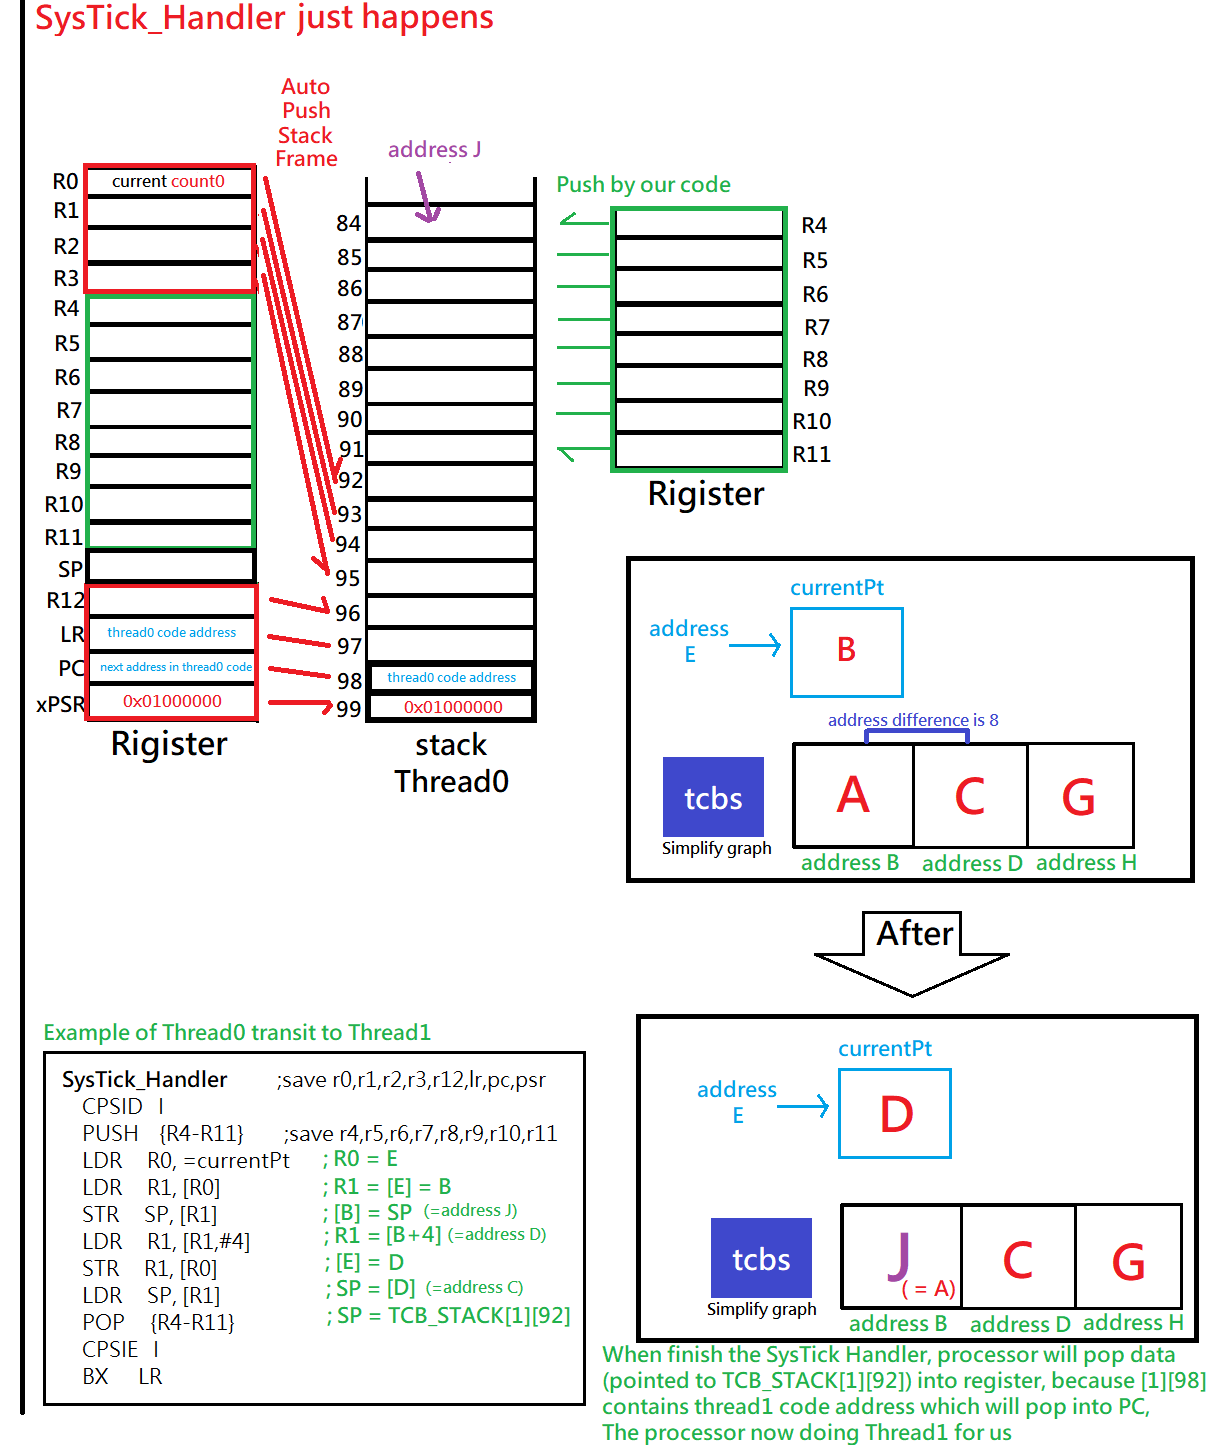 SysTick_Handler just happens
Auto
Push
Stack
Frame
address J
Push by our code
R0
current count0
R1
R2
R3
R4
R5
R6
R7
R8
R9
R10
R11
SP
R12
LR
thread0 code address
PC
next address in thread0 code
xPSR
0x01000000
Rigister
84
85
86
87
88
89
90
91
92
93
94
95
96
97
98
thread0 code address
99
0x01000000
stack
Thread0
R4
R5
R6
R7
R8
R9
R10
R11
Rigister
currentPt
address
E
B
address difference is 8
tcbs
Simplify graph
A
C
G
address B
address D
address H
After
currentPt
address
E
D
tcbs
Simplify graph
J
( = A)
C
G
address B
address D
address H
Example of Thread0 transit to Thread1
SysTick_Handler ;save r0,r1,r2,r3,r12,lr,pc,psr
CPSID I
PUSH {R4-R11} ;save r4,r5,r6,r7,r8,r9,r10,r11
LDR R0, =currentPt ; R0 = E
LDR R1, [R0] ; R1 = [E] = B
STR SP, [R1] ; [B] = SP (=address J)
LDR R1, [R1,#4] ; R1 = [B+4] (=address D)
STR R1, [R0] ; [E] = D
LDR SP, [R1] ; SP = [D] (=address C)
POP {R4-R11} ; SP = TCB_STACK[1][92]
CPSIE I
BX LR
When finish the SysTick Handler, processor will pop data
(pointed to TCB_STACK[1][92]) into register, because [1][98]
contains thread1 code address which will pop into PC,
The processor now doing Thread1 for us